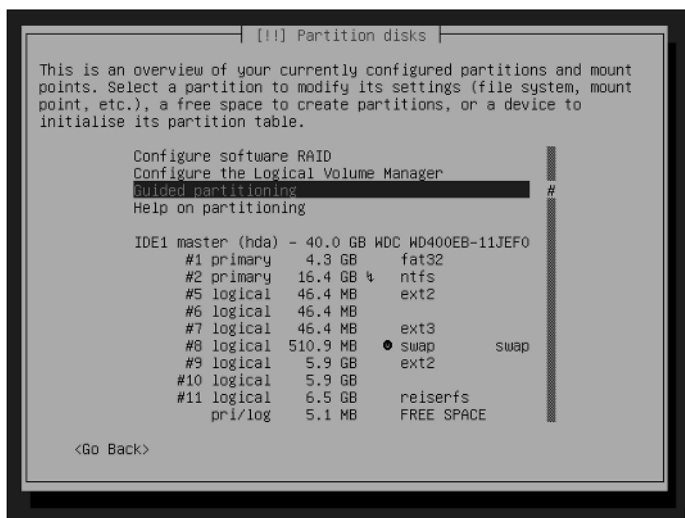 [!!] Partition disks
This is an overview of your currently configured partitions and mount
points. Select a partition to modify its settings (file system, mount
point, etc.), a free space to create partitions, or a device to
initialise its partition table.
Configure software RAID
Configure the Logical Volume Manager
Guided partitioning
#
Help on partitioning
IDE1 master (hda) - 40.0 GB WDC WD400EB-11JEF0
#1 primary 4.3 GB fat32
#2 primary 16.4 GB ↯ ntfs
#5 logical 46.4 MB ext2
#6 logical 46.4 MB
#7 logical 46.4 MB ext3
#8 logical 510.9 MB swap swap
#9 logical 5.9 GB ext2
#10 logical 5.9 GB
#11 logical 6.5 GB reiserfs
pri/log 5.1 MB FREE SPACE
<Go Back>